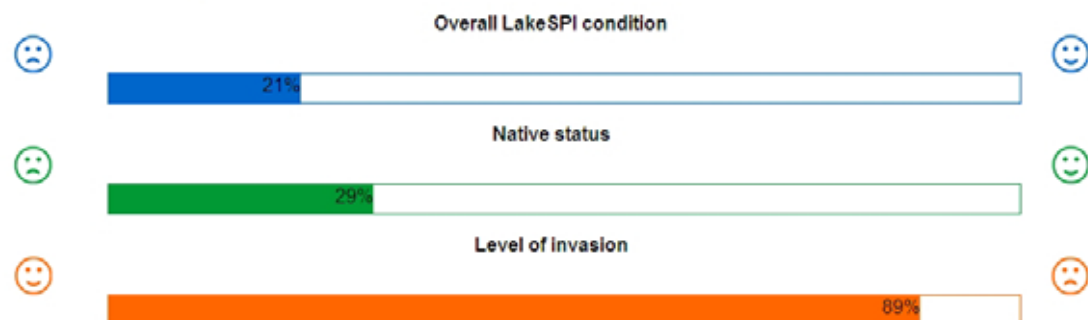 Overall LakeSPI condition
21%
Native status
29%
Level of invasion
89%